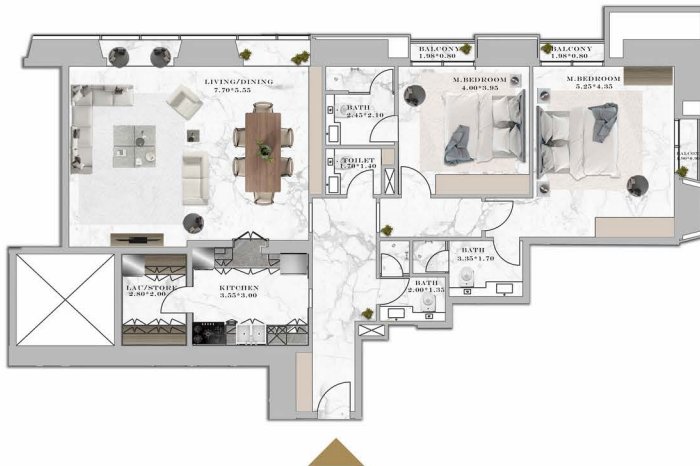 BALCONY
1.98*0.80
BALCONY
1.98*0.80
LIVING/DINING
7.70*5.55
M.BEDROOM
4.00*3.95
M.BEDROOM
5.25*4.35
BATH
2.45*2.10
TOILET
1.70*1.40
BATH
3.35*1.70
BATH
2.00*1.35
LAU/STORE
2.80*2.00
KITCHEN
3.55*3.00